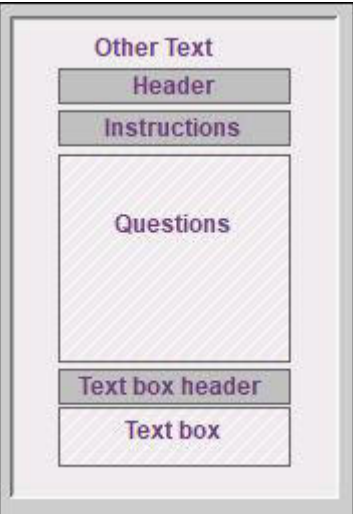 Other Text
Header
Instructions
Questions
Text box header
Text box